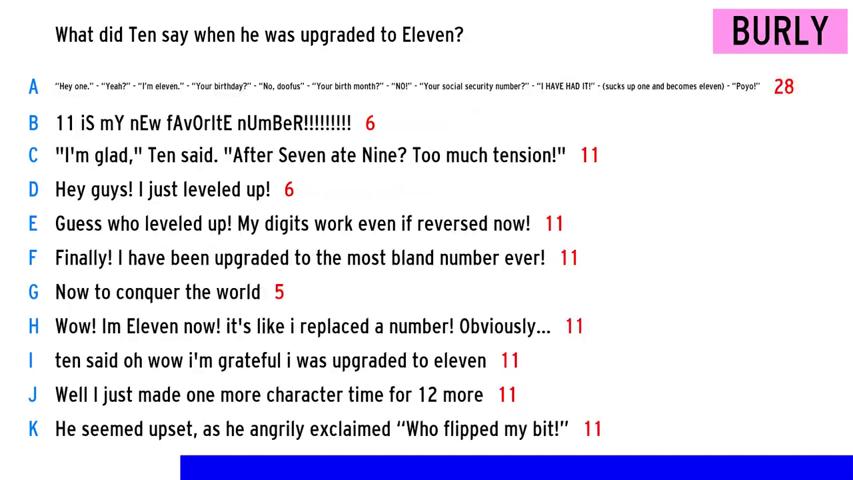 What did Ten say when he was upgraded to Eleven? BURLY
A "Hey one." - "Yeah?" - "I'm eleven." - "Your birthday?" - "No, doofus" - "Your birth month?" - "NO!" - "Your social security number?" - "I HAVE HAD IT!" - (sucks up one and becomes eleven) - "Poyo!" 28
B 11 iS mY nEw fAvOrItE nUmBeR!!!!!!!!! 6
C "I'm glad," Ten said. "After Seven ate Nine? Too much tension!" 11
D Hey guys! I just leveled up! 6
E Guess who leveled up! My digits work even if reversed now! 11
F Finally! I have been upgraded to the most bland number ever! 11
G Now to conquer the world 5
H Wow! Im Eleven now! it's like i replaced a number! Obviously... 11
I ten said oh wow i'm grateful i was upgraded to eleven 11
J Well I just made one more character time for 12 more 11
K He seemed upset, as he angrily exclaimed “Who flipped my bit!” 11